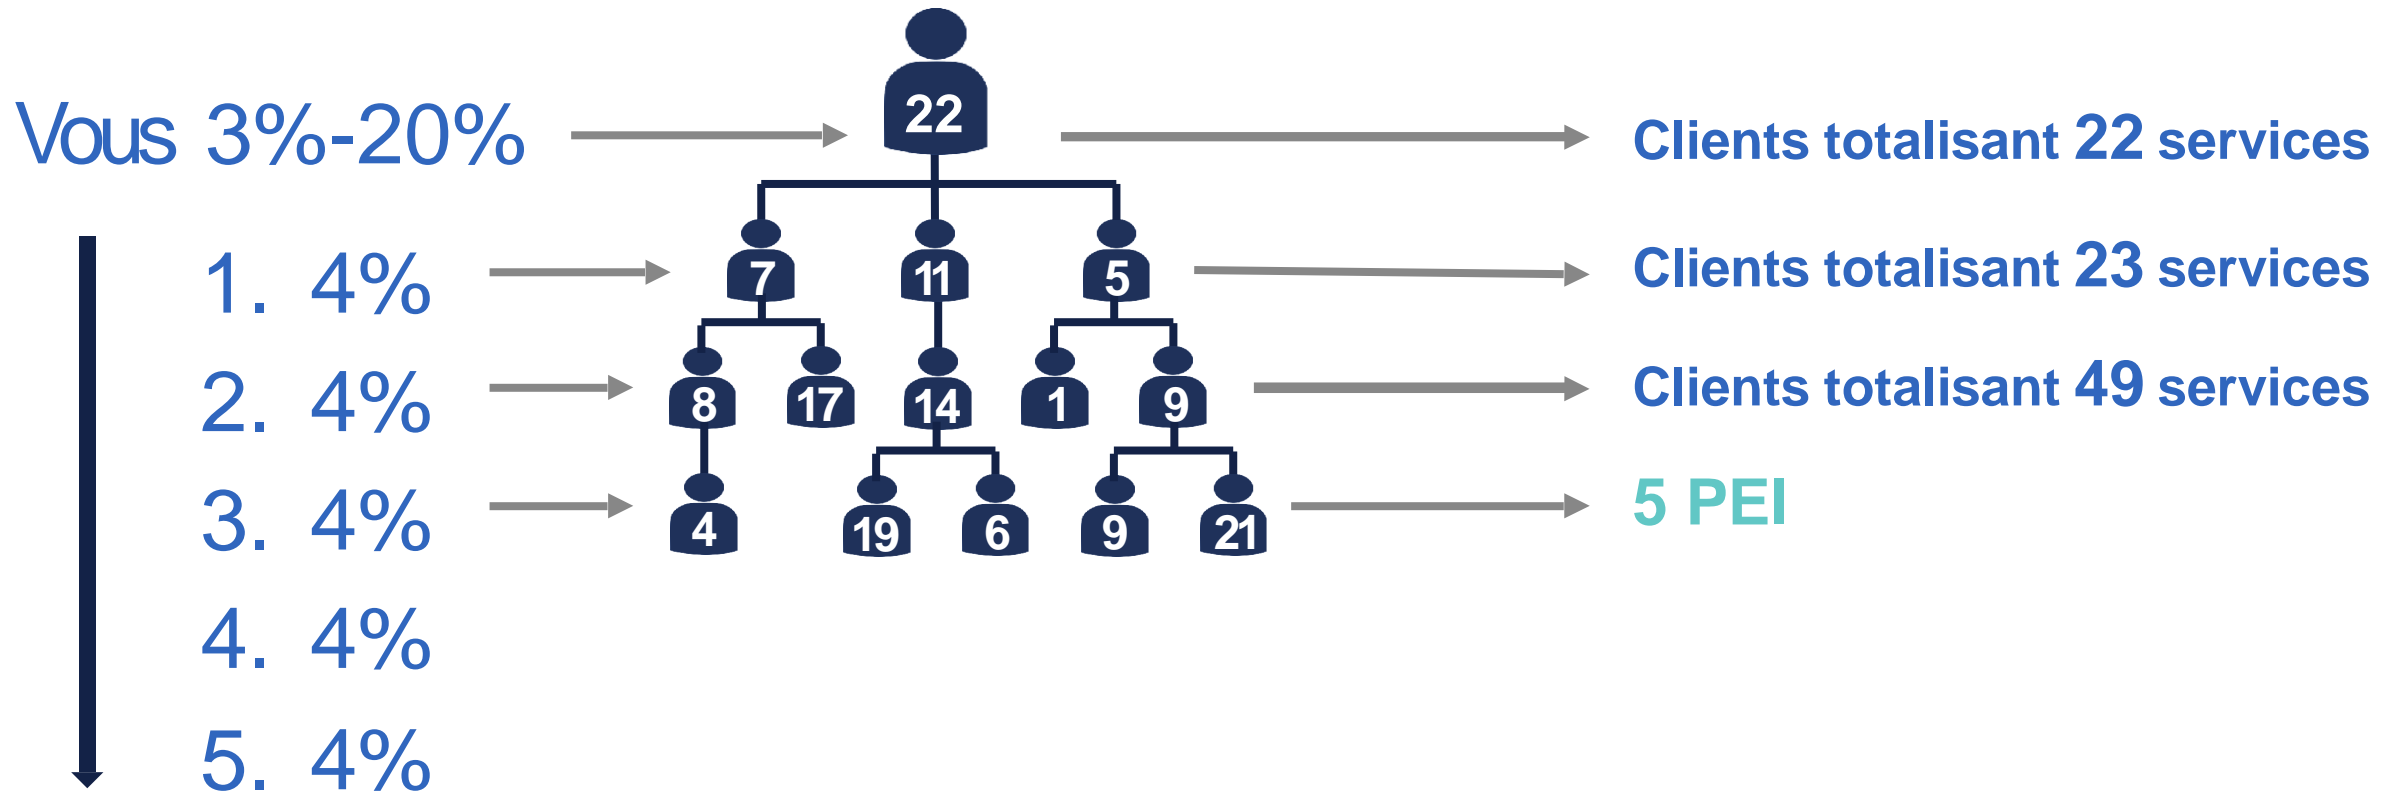 22
Vous 3%-20%
Clients totalisant 22 services
1. 4%
7 11 5
Clients totalisant 23 services
2. 4%
8 17 14 1 9
Clients totalisant 49 services
3. 4%
4 19 6 9 21
5 PEI
4. 4%
5. 4%